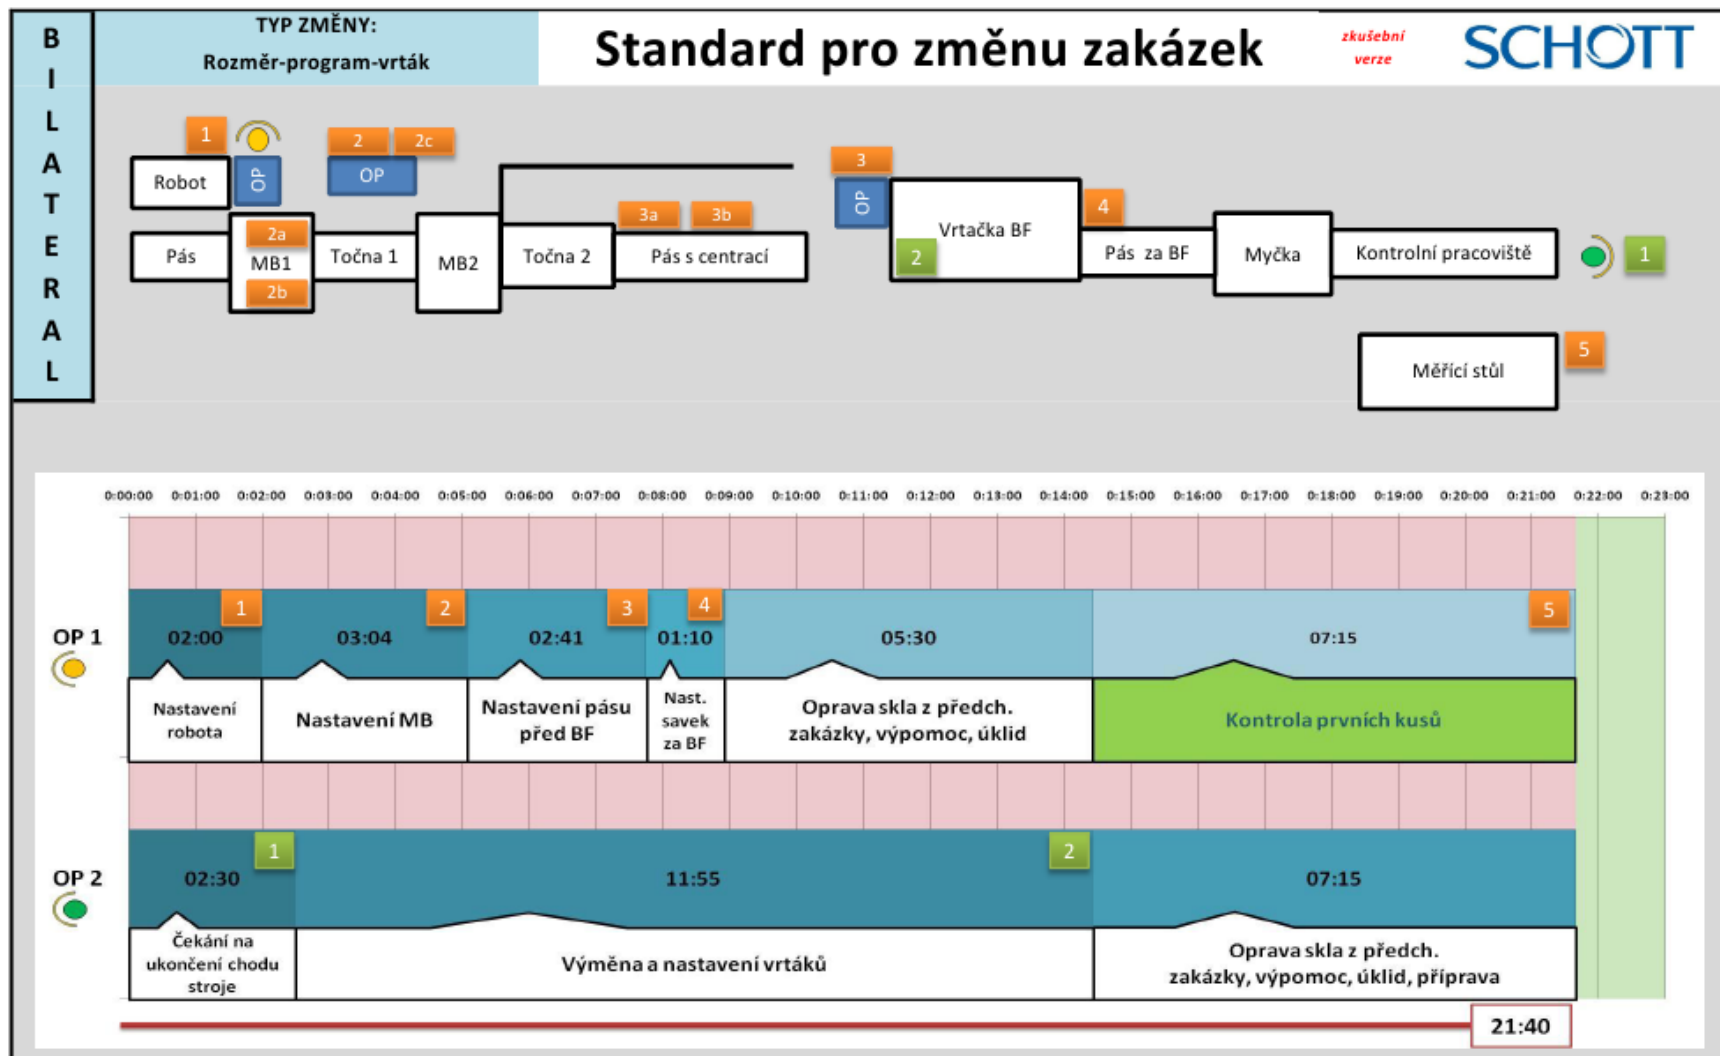 B
I
L
A
T
E
R
A
L
TYP ZMĚNY:
Rozměr-program-vrták
Standard pro změnu zakázek
zkušební
verze
SCHOTT
1
2
2c
3
Robot
OP
OP
OP
3a
3b
4
2a
Pás
MB1
Točna 1
MB2
Točna 2
Pás s centrací
Vrtačka BF
2
Pás za BF
Myčka
Kontrolní pracoviště
1
2b
Měřící stůl
5
0:00:00 0:01:00 0:02:00 0:03:00 0:04:00 0:05:00 0:06:00 0:07:00 0:08:00 0:09:00 0:10:00 0:11:00 0:12:00 0:13:00 0:14:00 0:15:00 0:16:00 0:17:00 0:18:00 0:19:00 0:20:00 0:21:00 0:22:00 0:23:00
1
2
3
4
5
OP 1
02:00
03:04
02:41
01:10
05:30
07:15
Nastavení
robota
Nastavení MB
Nastavení pásu
před BF
Nast.
savek
za BF
Oprava skla z předch.
zakázky, výpomoc, úklid
Kontrola prvních kusů
1
2
OP 2
02:30
11:55
07:15
Čekání na
ukončení chodu
stroje
Výměna a nastavení vrtáků
Oprava skla z předch.
zakázky, výpomoc, úklid, příprava
21:40